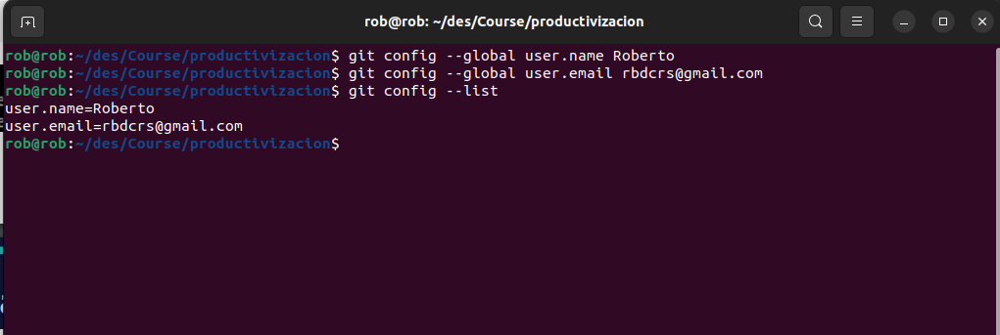 rob@rob: ~/des/Course/productivizacion
rob@rob:~/des/Course/productivizacion$ git config --global user.name Roberto
rob@rob:~/des/Course/productivizacion$ git config --global user.email rbdcrs@gmail.com
rob@rob:~/des/Course/productivizacion$ git config --list
user.name=Roberto
user.email=rbdcrs@gmail.com
rob@rob:~/des/Course/productivizacion$